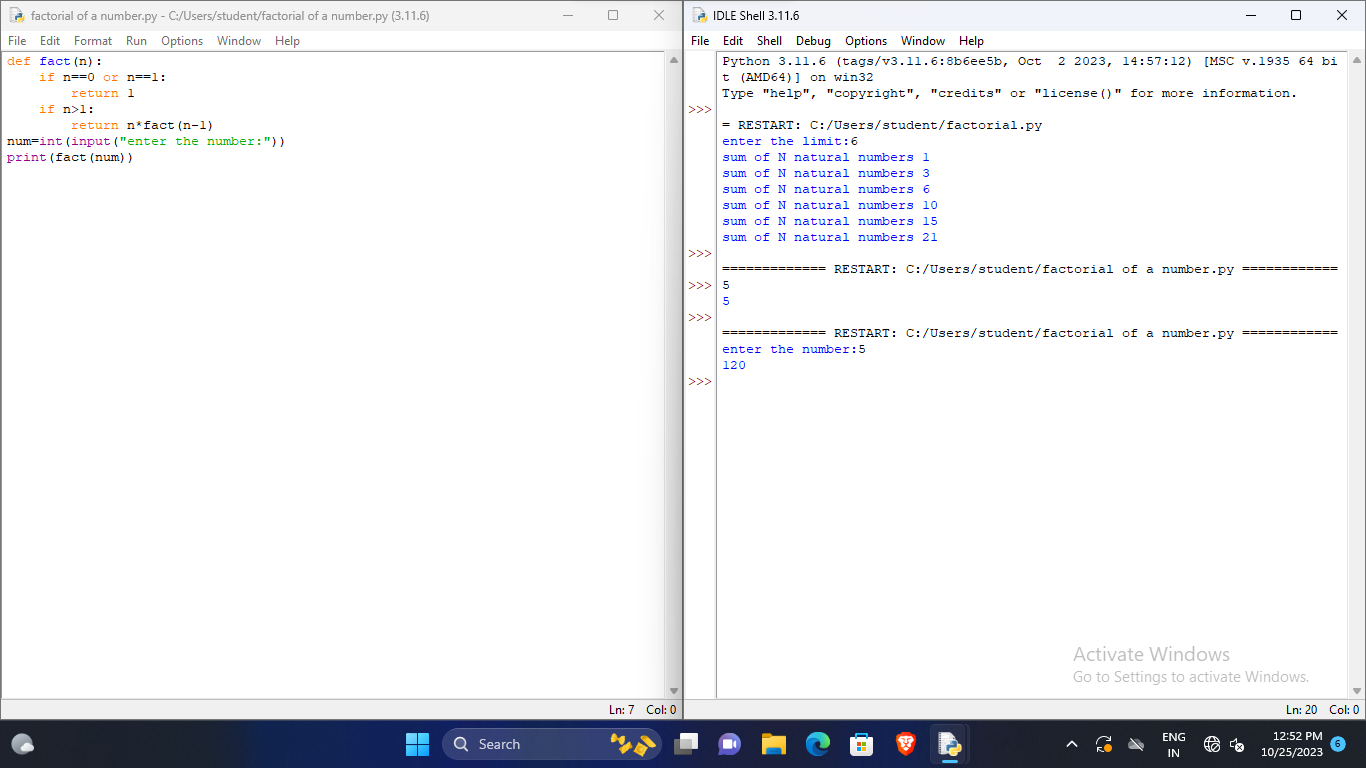 factorial of a number.py - C:/Users/student/factorial of a number.py (3.11.6)
File Edit Format Run Options Window Help
def fact(n):
    if n==0 or n==1:
        return 1
    if n>1:
        return n*fact(n-1)
num=int(input("enter the number:"))
print(fact(num))
Ln: 7 Col: 0
IDLE Shell 3.11.6
File Edit Shell Debug Options Window Help
Python 3.11.6 (tags/v3.11.6:8b6ee5b, Oct  2 2023, 14:57:12) [MSC v.1935 64 bi
t (AMD64)] on win32
Type "help", "copyright", "credits" or "license()" for more information.
>>>
= RESTART: C:/Users/student/factorial.py
enter the limit:6
sum of N natural numbers 1
sum of N natural numbers 3
sum of N natural numbers 6
sum of N natural numbers 10
sum of N natural numbers 15
sum of N natural numbers 21
>>>
============= RESTART: C:/Users/student/factorial of a number.py ============
>>> 5
5
>>>
============= RESTART: C:/Users/student/factorial of a number.py ============
enter the number:5
120
>>>
Activate Windows
Go to Settings to activate Windows.
Ln: 20 Col: 0
Search
ENG
IN
12:52 PM
10/25/2023
6